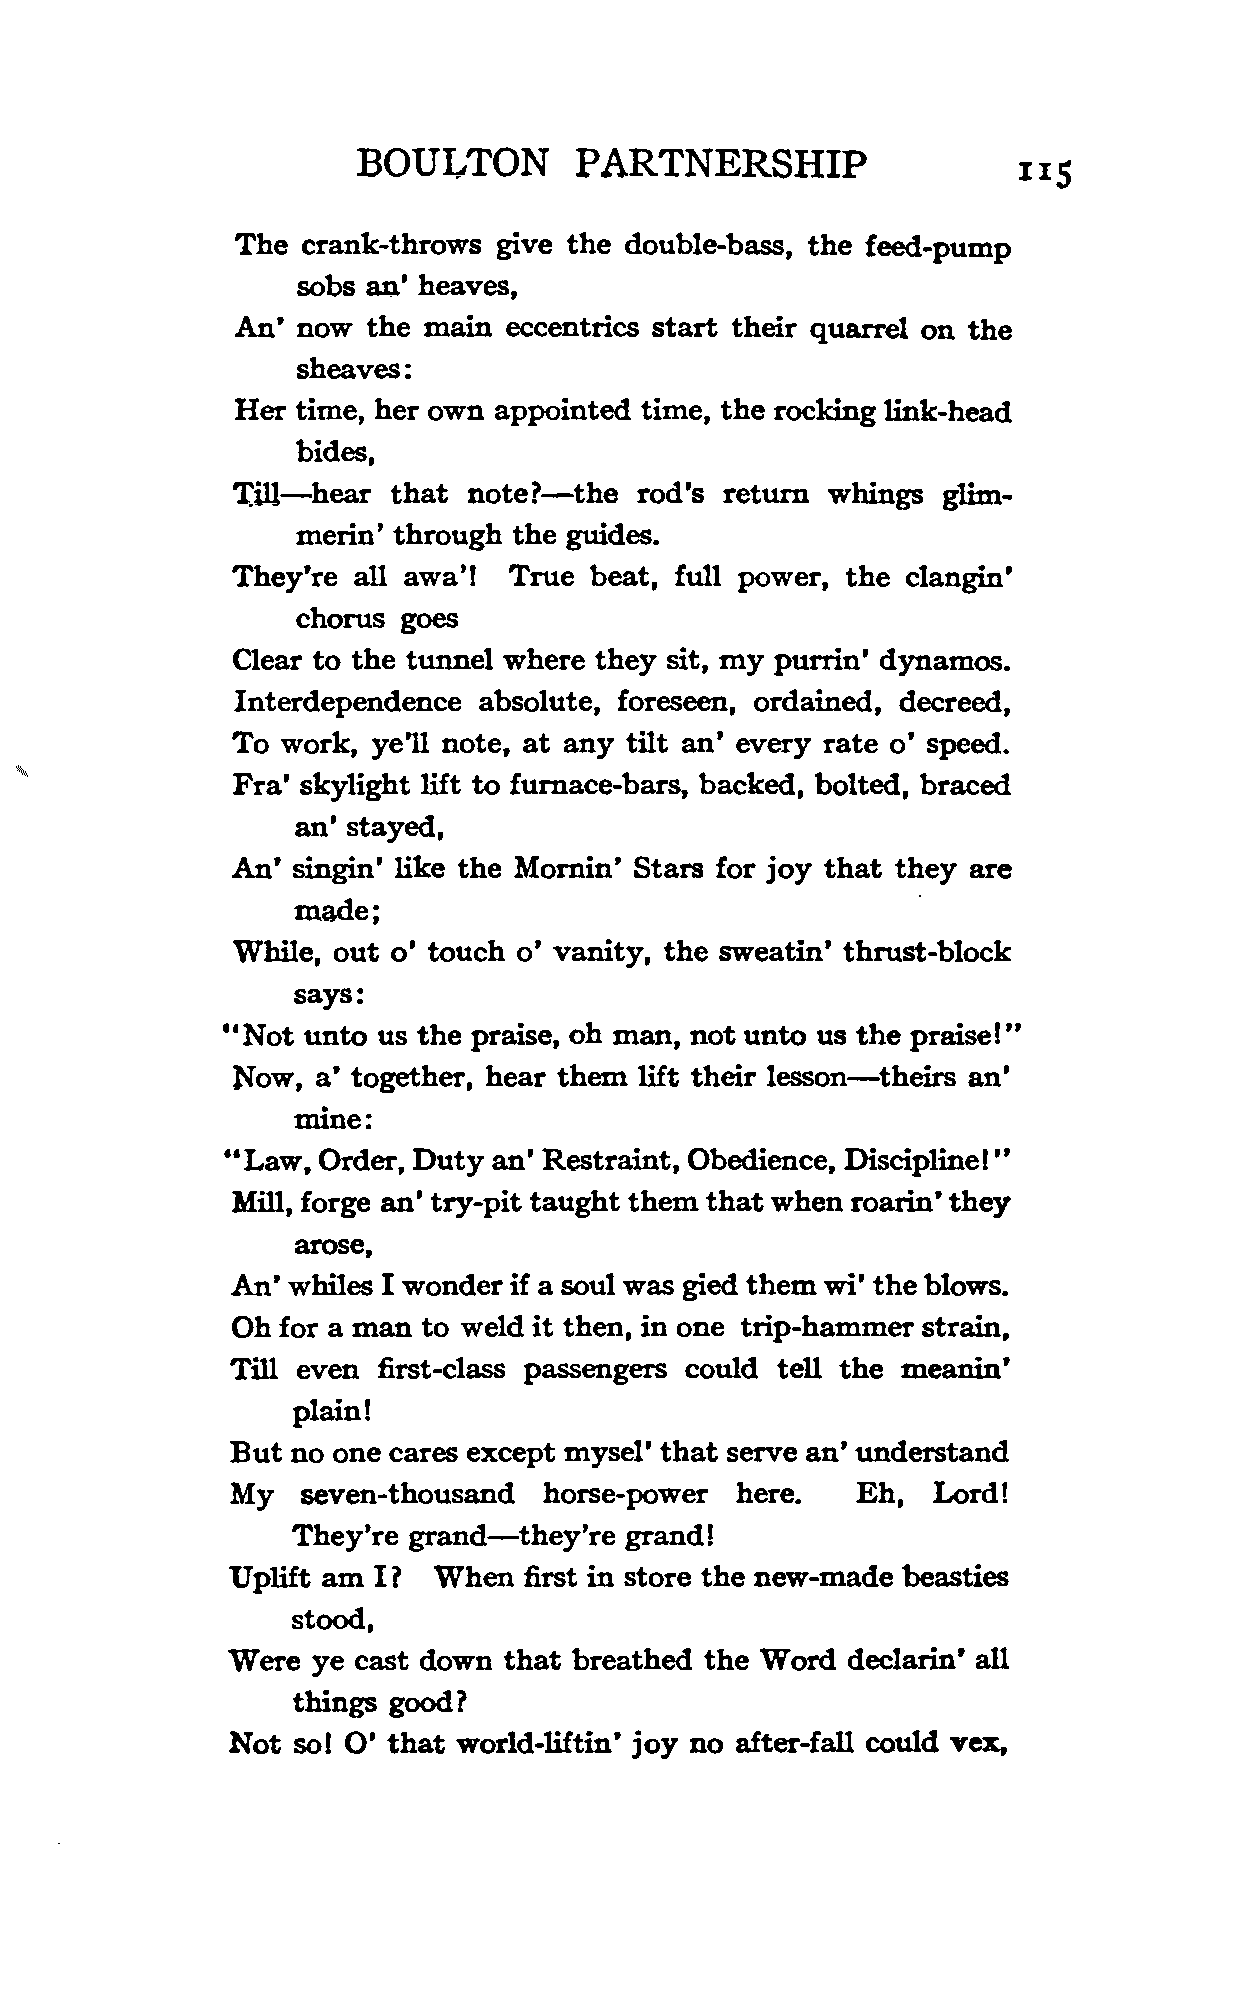 BOULTON PARTNERSHIP 115
The crank-throws give the double-bass, the feed-pump
sobs an' heaves,
An' now the main eccentrics start their quarrel on the
sheaves:
Her time, her own appointed time, the rocking link-head
bides,
Till—hear that note?—the rod's return whings glim-
merin' through the guides.
They're all awa'! True beat, full power, the clangin'
chorus goes
Clear to the tunnel where they sit, my purrin' dynamos.
Interdependence absolute, foreseen, ordained, decreed,
To work, ye'll note, at any tilt an' every rate o' speed.
Fra' skylight lift to furnace-bars, backed, bolted, braced
an' stayed,
An' singin' like the Mornin' Stars for joy that they are
made;
While, out o' touch o' vanity, the sweatin' thrust-block
says:
"Not unto us the praise, oh man, not unto us the praise!"
Now, a' together, hear them lift their lesson—theirs an'
mine:
"Law, Order, Duty an' Restraint, Obedience, Discipline!"
Mill, forge an' try-pit taught them that when roarin' they
arose,
An' whiles I wonder if a soul was gied them wi' the blows.
Oh for a man to weld it then, in one trip-hammer strain,
Till even first-class passengers could tell the meanin'
plain!
But no one cares except mysel' that serve an' understand
My seven-thousand horse-power here. Eh, Lord!
They're grand—they're grand!
Uplift am I? When first in store the new-made beasties
stood,
Were ye cast down that breathed the Word declarin' all
things good?
Not so! O' that world-liftin' joy no after-fall could vex,